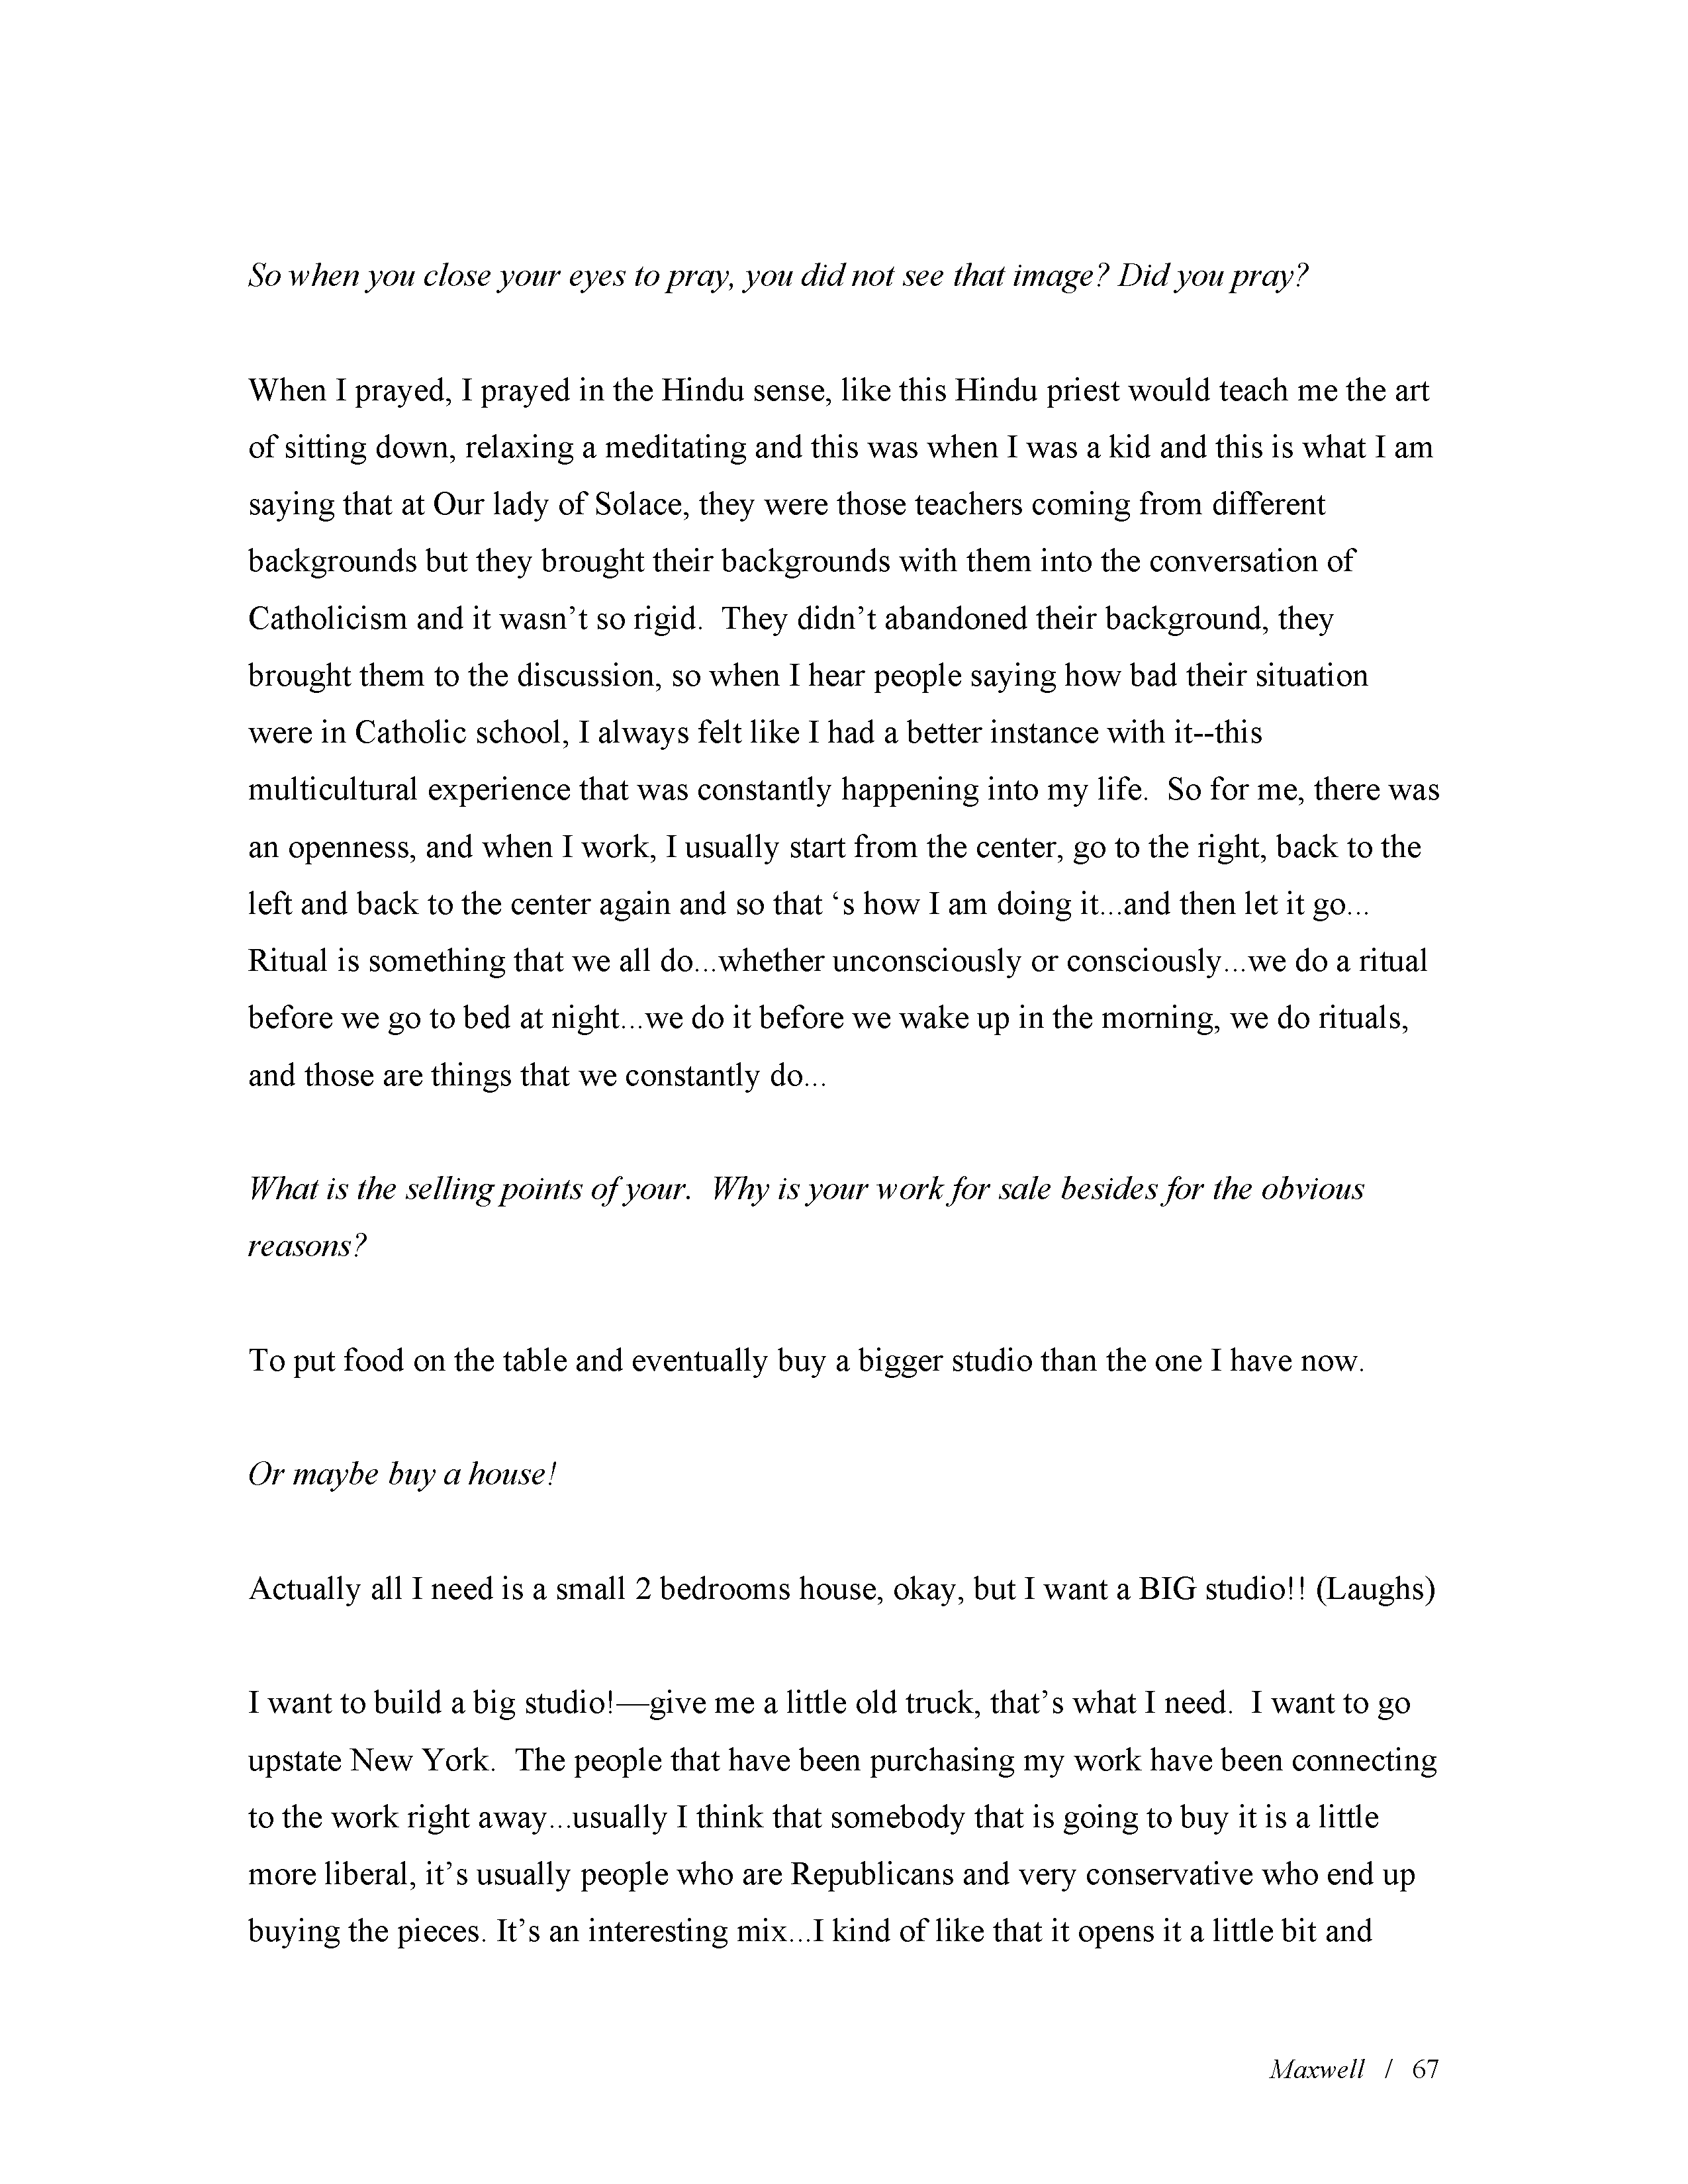 So when you close your eyes to pray, you did not see that image? Did you pray?
When I prayed, I prayed in the Hindu sense, like this Hindu priest would teach me the art
of sitting down, relaxing a meditating and this was when I was a kid and this is what I am
saying that at Our lady of Solace, they were those teachers coming from different
backgrounds but they brought their backgrounds with them into the conversation of
Catholicism and it wasn’t so rigid.  They didn’t abandoned their background, they
brought them to the discussion, so when I hear people saying how bad their situation
were in Catholic school, I always felt like I had a better instance with it--this
multicultural experience that was constantly happening into my life.  So for me, there was
an openness, and when I work, I usually start from the center, go to the right, back to the
left and back to the center again and so that ‘s how I am doing it...and then let it go...
Ritual is something that we all do...whether unconsciously or consciously...we do a ritual
before we go to bed at night...we do it before we wake up in the morning, we do rituals,
and those are things that we constantly do...
What is the selling points of your.  Why is your work for sale besides for the obvious
reasons?
To put food on the table and eventually buy a bigger studio than the one I have now.
Or maybe buy a house!
Actually all I need is a small 2 bedrooms house, okay, but I want a BIG studio!! (Laughs)
I want to build a big studio!—give me a little old truck, that’s what I need.  I want to go
upstate New York.  The people that have been purchasing my work have been connecting
to the work right away...usually I think that somebody that is going to buy it is a little
more liberal, it’s usually people who are Republicans and very conservative who end up
buying the pieces. It’s an interesting mix...I kind of like that it opens it a little bit and
Maxwell / 67